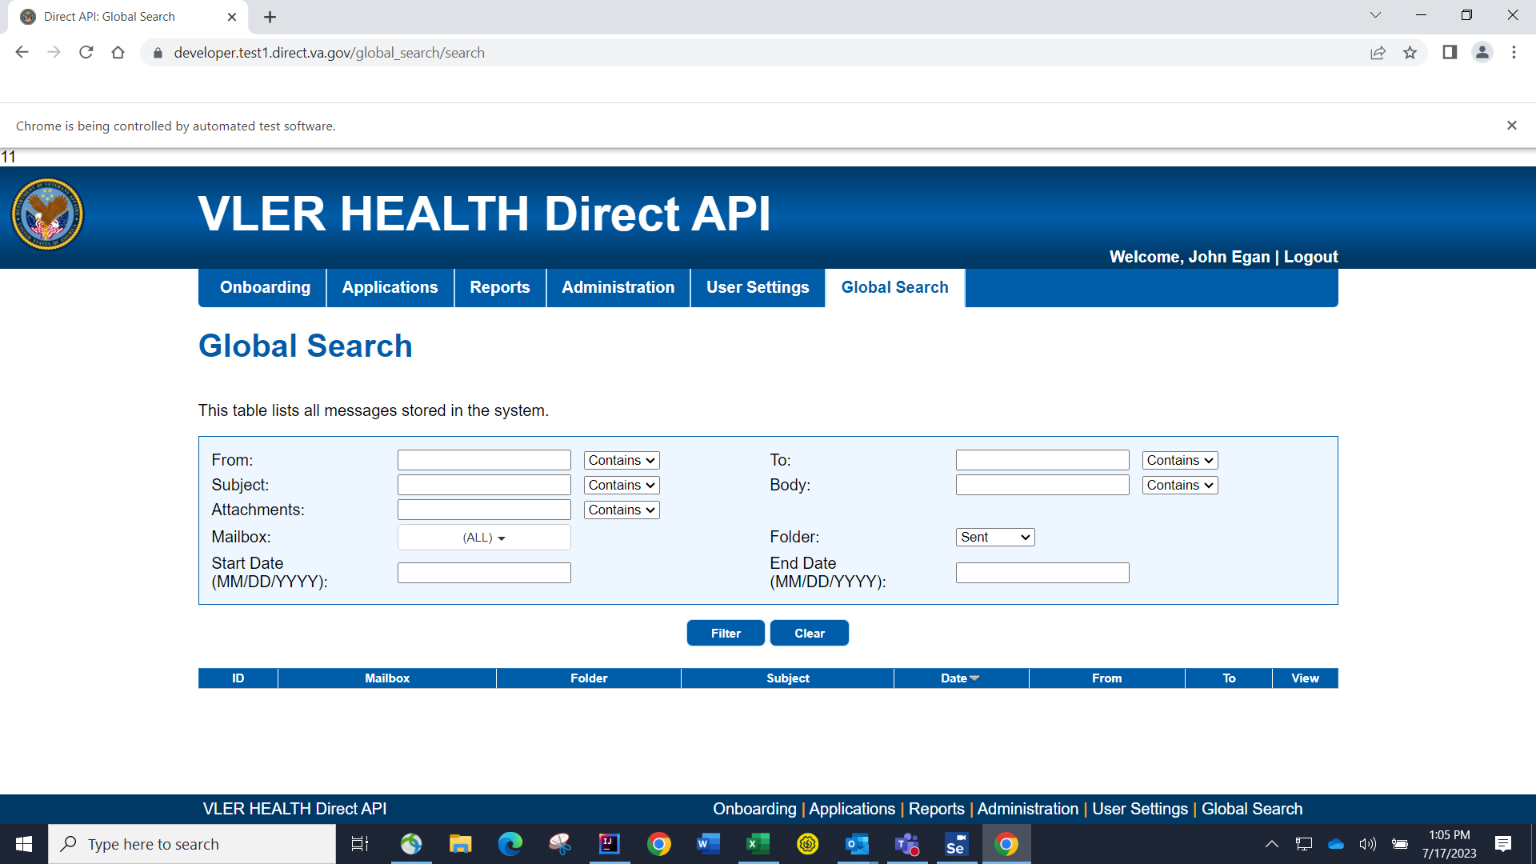 Direct API: Global Search
developer.test1.direct.va.gov/global_search/search
Chrome is being controlled by automated test software.
11
VLER HEALTH Direct API
Welcome, John Egan | Logout
Onboarding Applications Reports Administration User Settings Global Search
Global Search
This table lists all messages stored in the system.
From: Contains To: Contains
Subject: Contains Body: Contains
Attachments: Contains
Mailbox: (ALL) Folder: Sent
Start Date End Date
(MM/DD/YYYY): (MM/DD/YYYY):
Filter Clear
ID Mailbox Folder Subject Date From To View
VLER HEALTH Direct API Onboarding | Applications | Reports | Administration | User Settings | Global Search
Type here to search
1:05 PM
7/17/2023